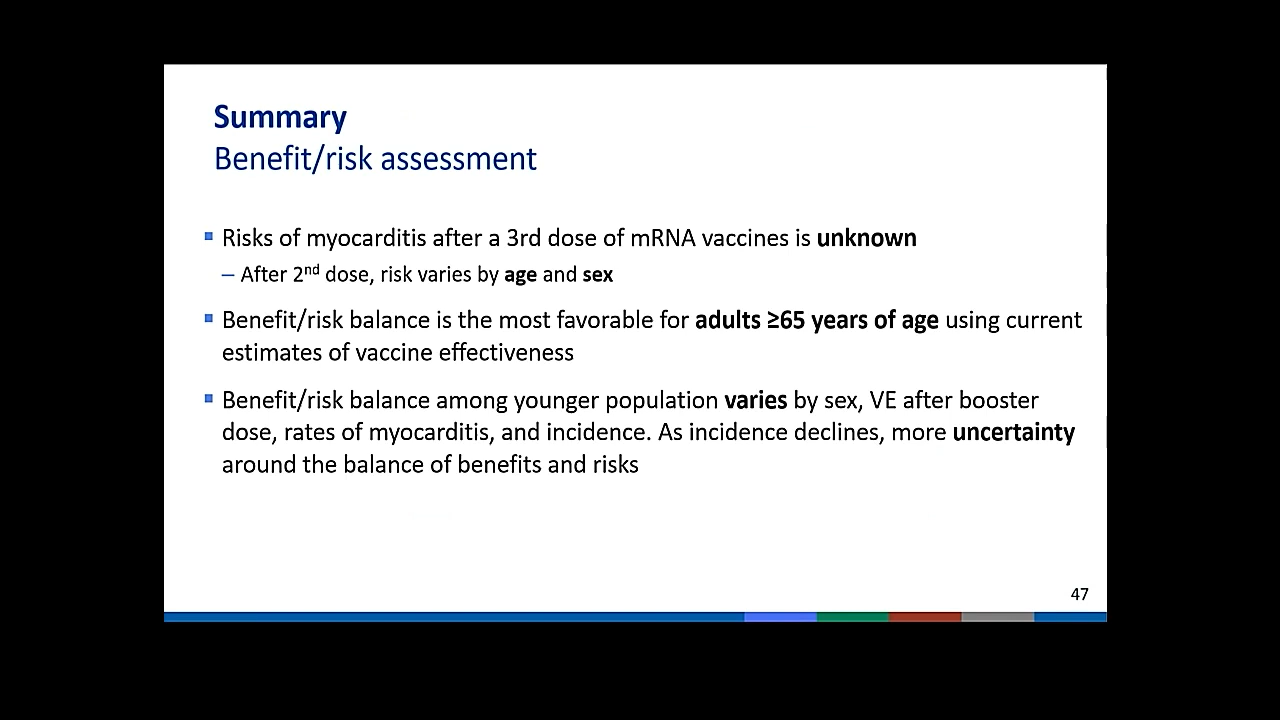 Summary
Benefit/risk assessment
Risks of myocarditis after a 3rd dose of mRNA vaccines is unknown
– After 2nd dose, risk varies by age and sex
Benefit/risk balance is the most favorable for adults ≥65 years of age using current
estimates of vaccine effectiveness
Benefit/risk balance among younger population varies by sex, VE after booster
dose, rates of myocarditis, and incidence. As incidence declines, more uncertainty
around the balance of benefits and risks
47